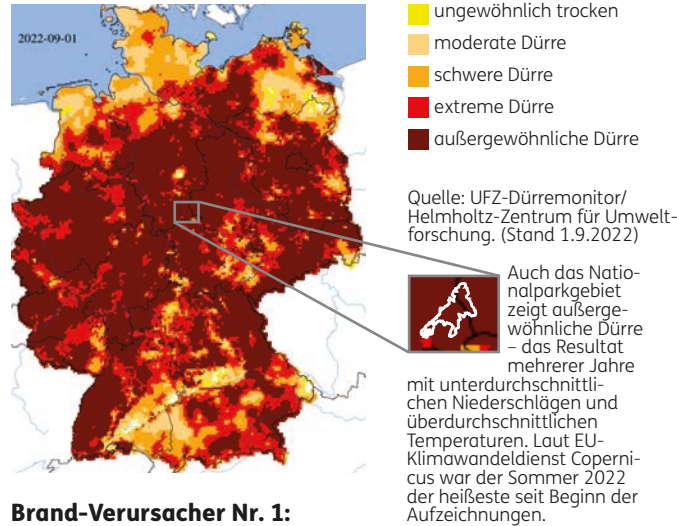 2022-09-01
ungewöhnlich trocken
moderate Dürre
schwere Dürre
extreme Dürre
außergewöhnliche Dürre
Quelle: UFZ-Dürremonitor/
Helmholtz-Zentrum für Umwelt-
forschung. (Stand 1.9.2022)
Auch das Natio-
nalparkgebiet
zeigt außerge-
wöhnliche Dürre
– das Resultat
mehrerer Jahre
mit unterdurchschnittli-
chen Niederschlägen und
überdurchschnittlichen
Temperaturen. Laut EU-
Klimawandeldienst Coperni-
cus war der Sommer 2022
der heißeste seit Beginn der
Aufzeichnungen.
Brand-Verursacher Nr. 1: